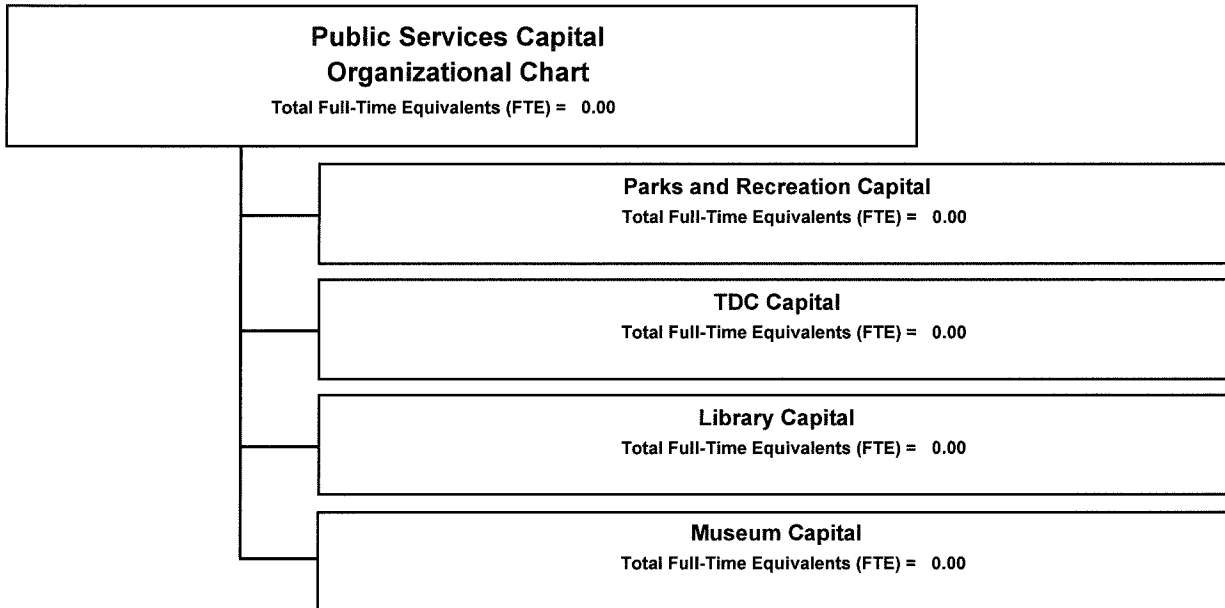 Public Services Capital
Organizational Chart
Total Full-Time Equivalents (FTE) = 0.00
Parks and Recreation Capital
Total Full-Time Equivalents (FTE) = 0.00
TDC Capital
Total Full-Time Equivalents (FTE) = 0.00
Library Capital
Total Full-Time Equivalents (FTE) = 0.00
Museum Capital
Total Full-Time Equivalents (FTE) = 0.00